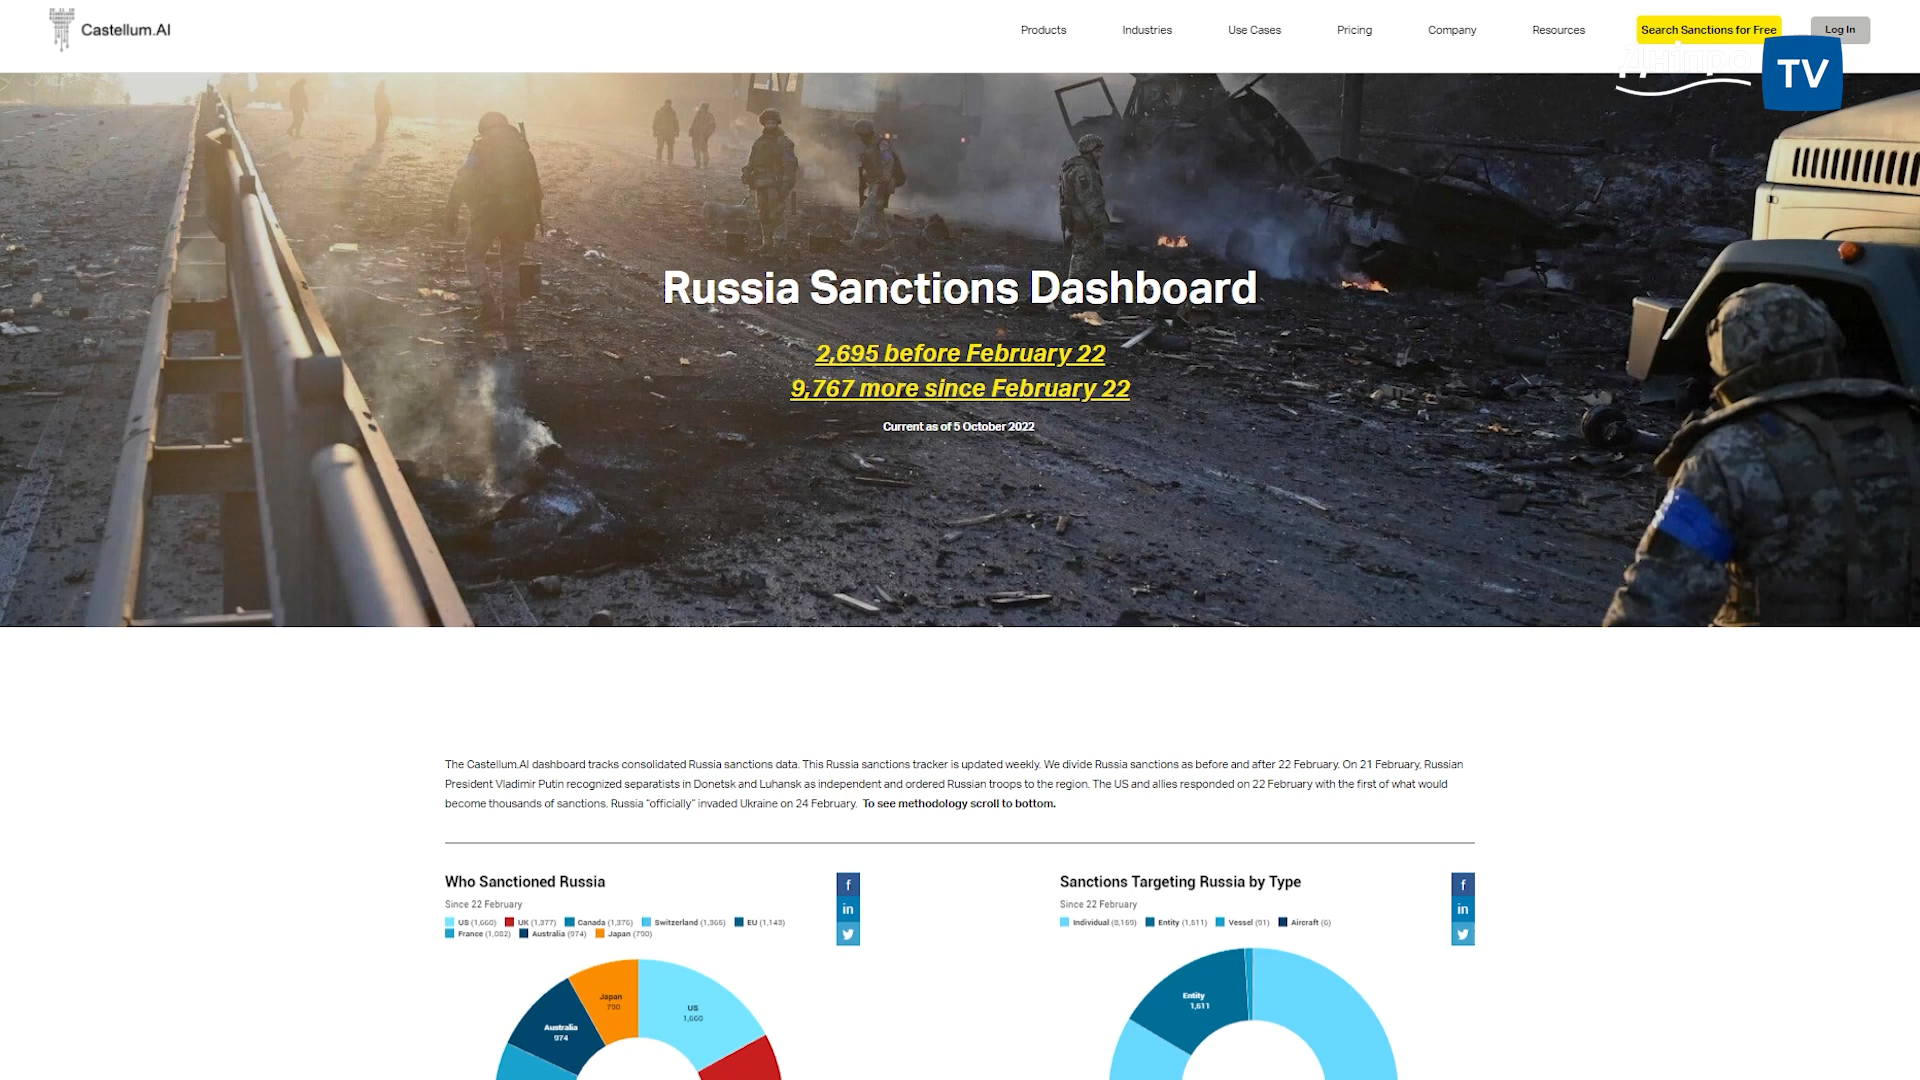 Castellum.AI
Products
Industries
Use Cases
Pricing
Company
Resources
Search Sanctions for Free
Log In
TV
Russia Sanctions Dashboard
2,695 before February 22
9,767 more since February 22
Current as of 5 October 2022
The Castellum.AI dashboard tracks consolidated Russia sanctions data. This Russia sanctions tracker is updated weekly. We divide Russia sanctions as before and after 22 February. On 21 February, Russian
President Vladimir Putin recognized separatists in Donetsk and Luhansk as independent and ordered Russian troops to the region. The US and allies responded on 22 February with the first of what would
become thousands of sanctions. Russia "officially" invaded Ukraine on 24 February. To see methodology scroll to bottom.
Who Sanctioned Russia
Since 22 February
US (1,660) UK (1,377) Canada (1,376) Switzerland (1,365) EU (1,143)
France (1,082) Australia (974) Japan (790)
Japan
790
US
1,660
Australia
974
f
in
Sanctions Targeting Russia by Type
Since 22 February
Individual (8,159) Entity (1,511) Vessel (91) Aircraft (6)
Entity
1,511
f
in